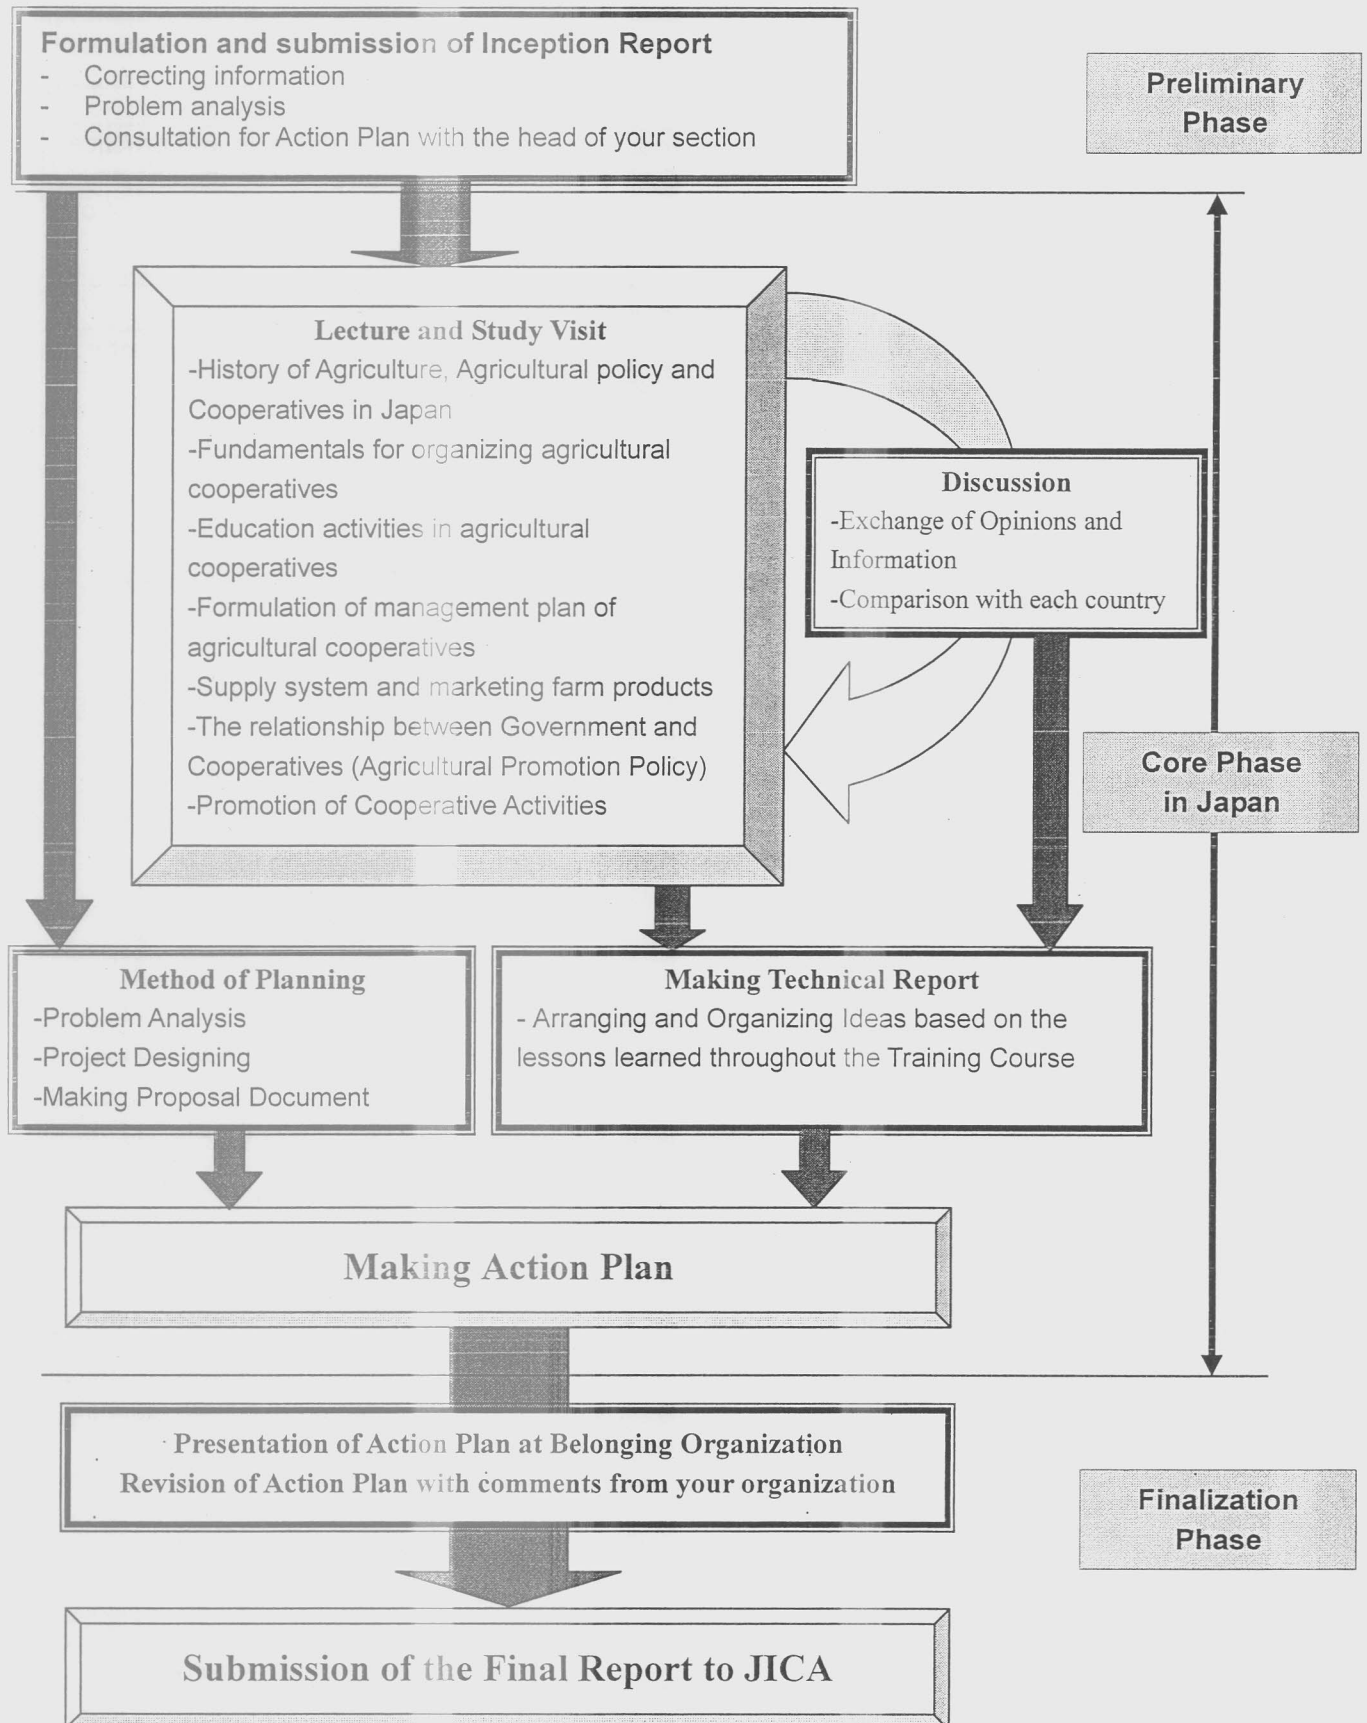 Formulation and submission of Inception Report
- Correcting information
- Problem analysis
- Consultation for Action Plan with the head of your section
Preliminary
Phase
Lecture and Study Visit
-History of Agriculture, Agricultural policy and
Cooperatives in Japan
-Fundamentals for organizing agricultural
cooperatives
-Education activities in agricultural
cooperatives
-Formulation of management plan of
agricultural cooperatives
-Supply system and marketing farm products
-The relationship between Government and
Cooperatives (Agricultural Promotion Policy)
-Promotion of Cooperative Activities
Discussion
-Exchange of Opinions and
Information
-Comparison with each country
Core Phase
in Japan
Method of Planning
-Problem Analysis
-Project Designing
-Making Proposal Document
Making Technical Report
- Arranging and Organizing Ideas based on the
lessons learned throughout the Training Course
Making Action Plan
Presentation of Action Plan at Belonging Organization
Revision of Action Plan with comments from your organization
Finalization
Phase
Submission of the Final Report to JICA